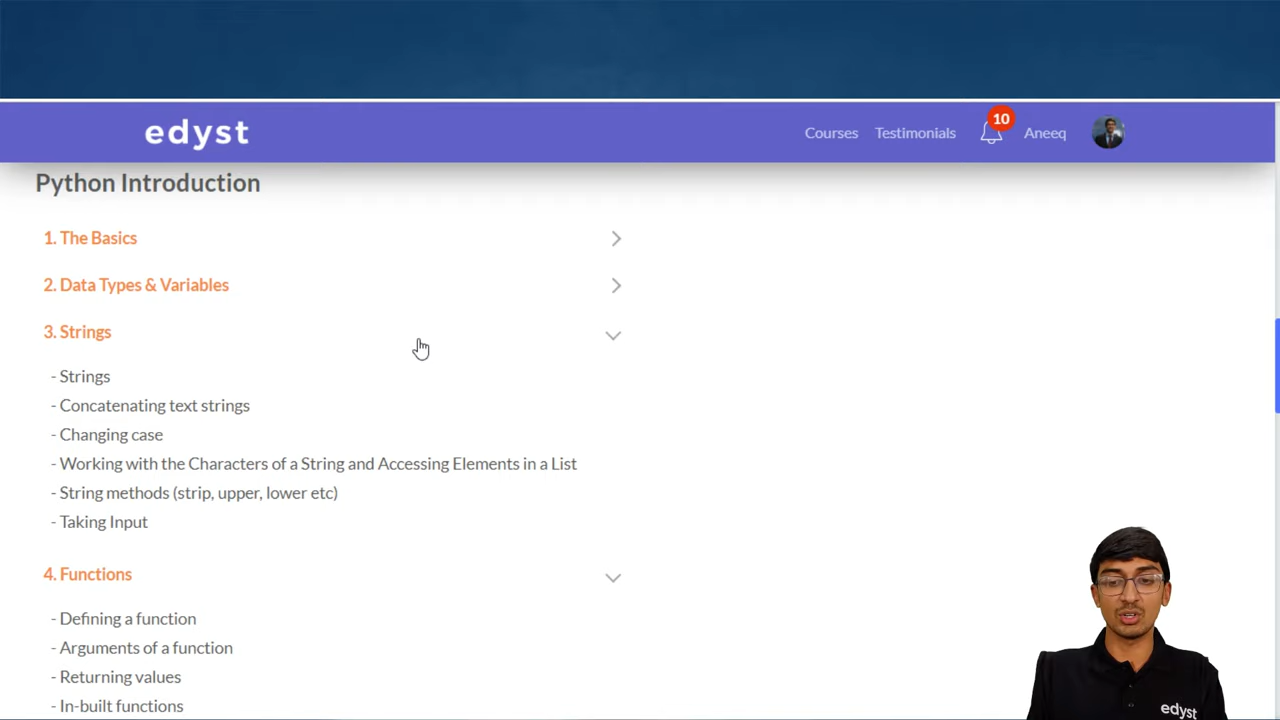 edyst
Courses Testimonials 10 Aneeq
Python Introduction
1. The Basics
2. Data Types & Variables
3. Strings
- Strings
- Concatenating text strings
- Changing case
- Working with the Characters of a String and Accessing Elements in a List
- String methods (strip, upper, lower etc)
- Taking Input
4. Functions
- Defining a function
- Arguments of a function
- Returning values
- In-built functions
edyst